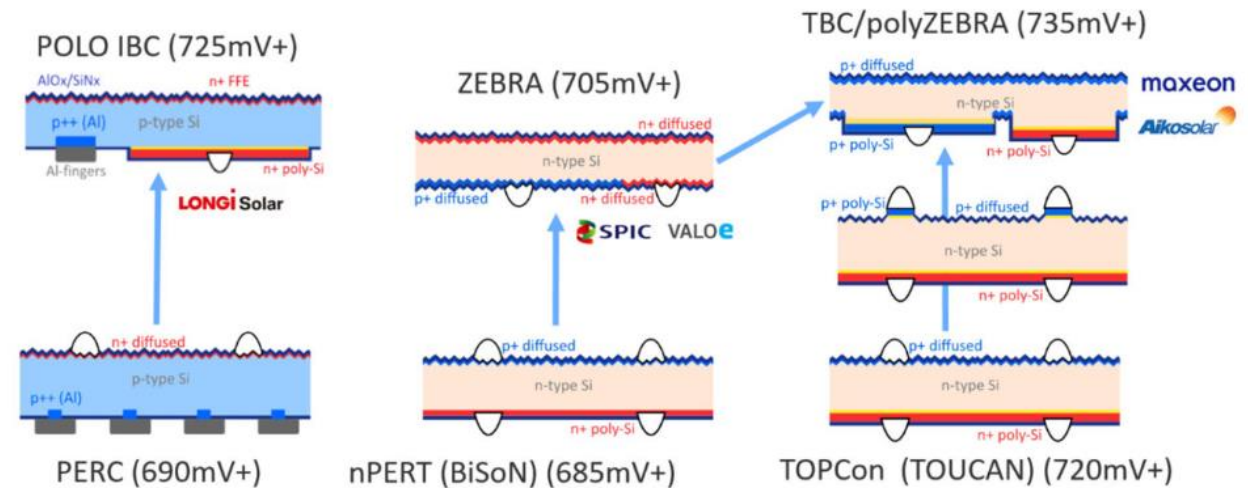 POLO IBC (725mV+)
AlOx/SiNx
n+ FFE
p++ (Al)
p-type Si
Al-fingers
n+ poly-Si
LONGi Solar
n+ diffused
p-type Si
p++ (Al)
PERC (690mV+)
ZEBRA (705mV+)
n+ diffused
n-type Si
p+ diffused
n+ diffused
SPIC VALOe
p+ diffused
n-type Si
n+ poly-Si
nPERT (BiSoN) (685mV+)
TBC/polyZEBRA (735mV+)
p+ diffused
n-type Si
p+ poly-Si
n+ poly-Si
maxeon
Aikosolar
p+ poly-Si
p+ diffused
n-type Si
n+ poly-Si
p+ diffused
n-type Si
n+ poly-Si
TOPCon (TOUCAN) (720mV+)